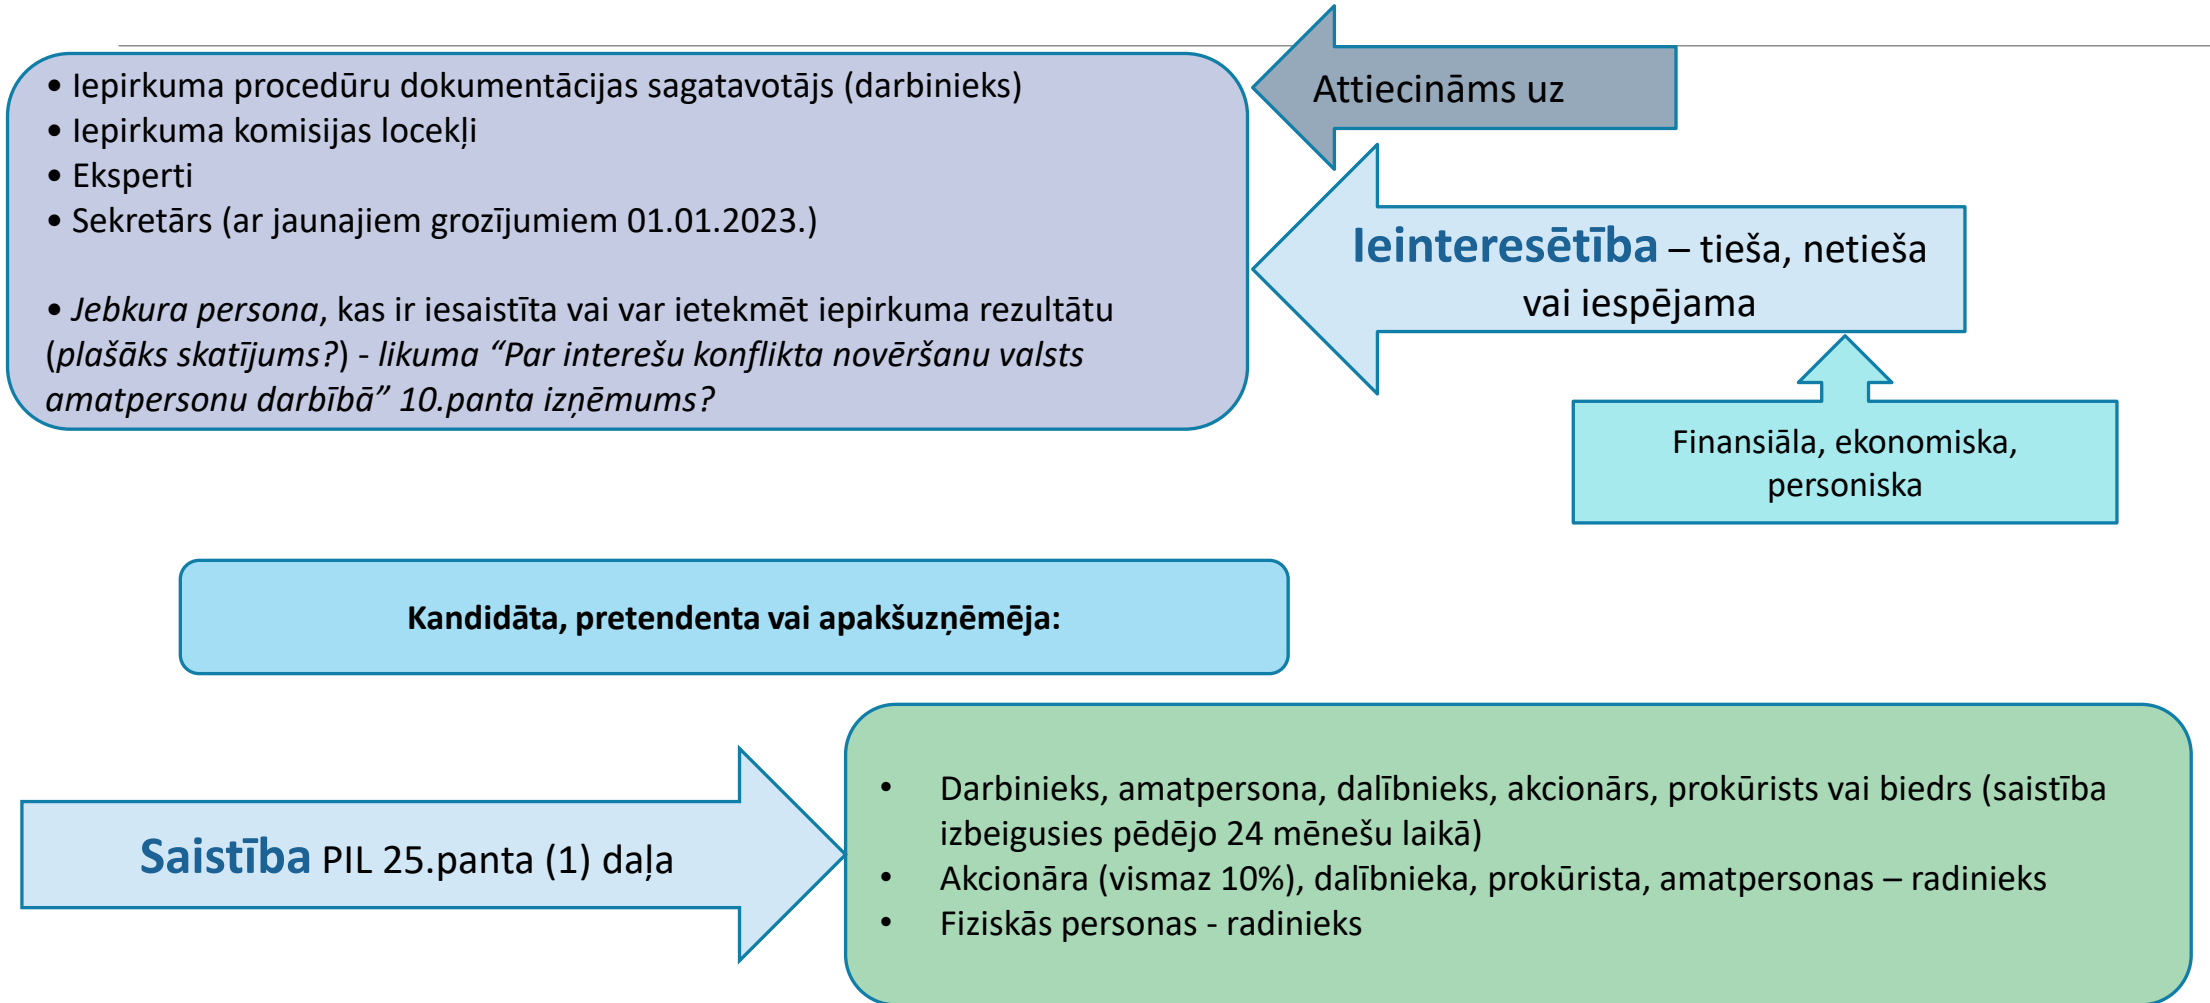 • Iepirkuma procedūru dokumentācijas sagatavotājs (darbinieks)
• Iepirkuma komisijas locekļi
• Eksperti
• Sekretārs (ar jaunajiem grozījumiem 01.01.2023.)
• Jebkura persona, kas ir iesaistīta vai var ietekmēt iepirkuma rezultātu
(plašāks skatījums?) - likuma “Par interešu konflikta novēršanu valsts
amatpersonu darbībā” 10.panta izņēmums?
Attiecināms uz
Ieinteresētība – tieša, netieša
vai iespējama
Finansiāla, ekonomiska,
personiska
Kandidāta, pretendenta vai apakšuzņēmēja:
Saistība PIL 25.panta (1) daļa
• Darbinieks, amatpersona, dalībnieks, akcionārs, prokūrists vai biedrs (saistība
izbeigusies pēdējo 24 mēnešu laikā)
• Akcionāra (vismaz 10%), dalībnieka, prokūrista, amatpersonas – radinieks
• Fiziskās personas - radinieks